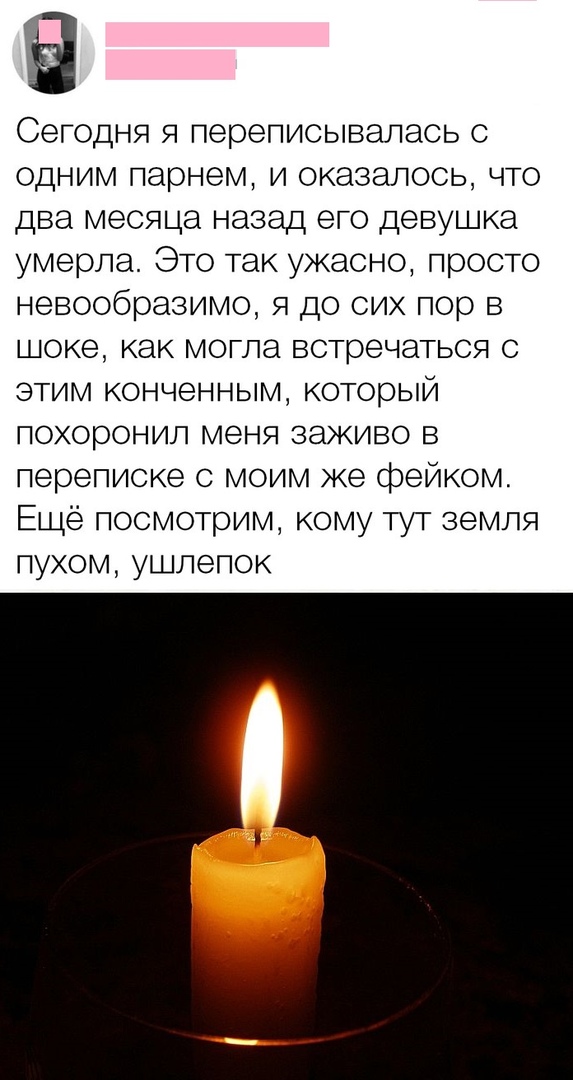 Сегодня я переписывалась с
одним парнем, и оказалось, что
два месяца назад его девушка
умерла. Это так ужасно, просто
невообразимо, я до сих пор в
шоке, как могла встречаться с
этим конченным, который
похоронил меня заживо в
переписке с моим же фейком.
Ещё посмотрим, кому тут земля
пухом, ушлепок